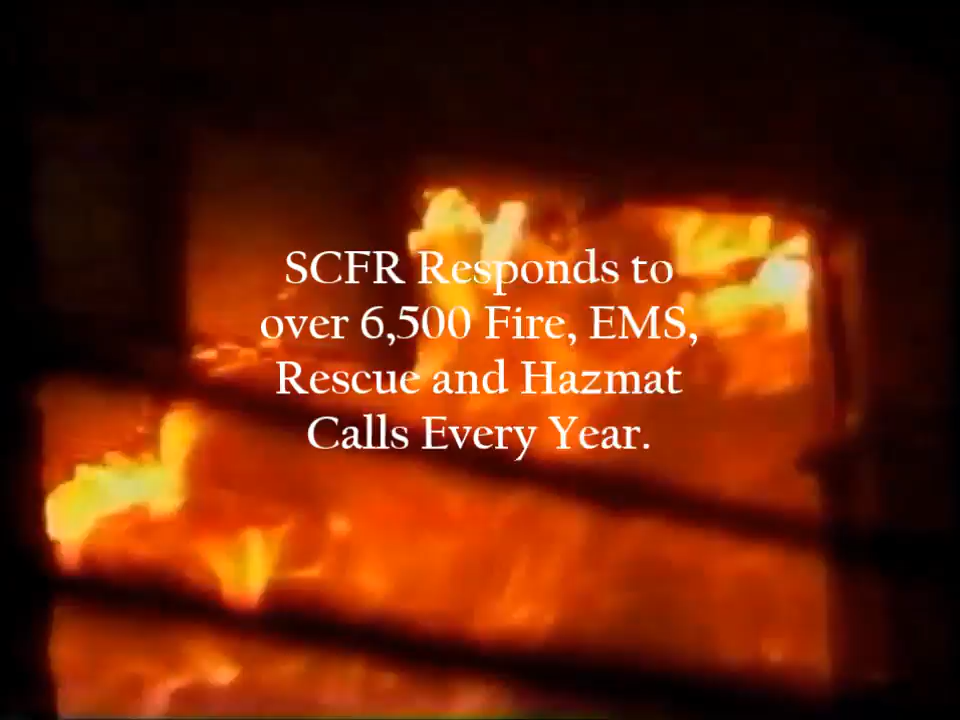 SCFR Responds to
over 6,500 Fire, EMS,
Rescue and Hazmat
Calls Every Year.